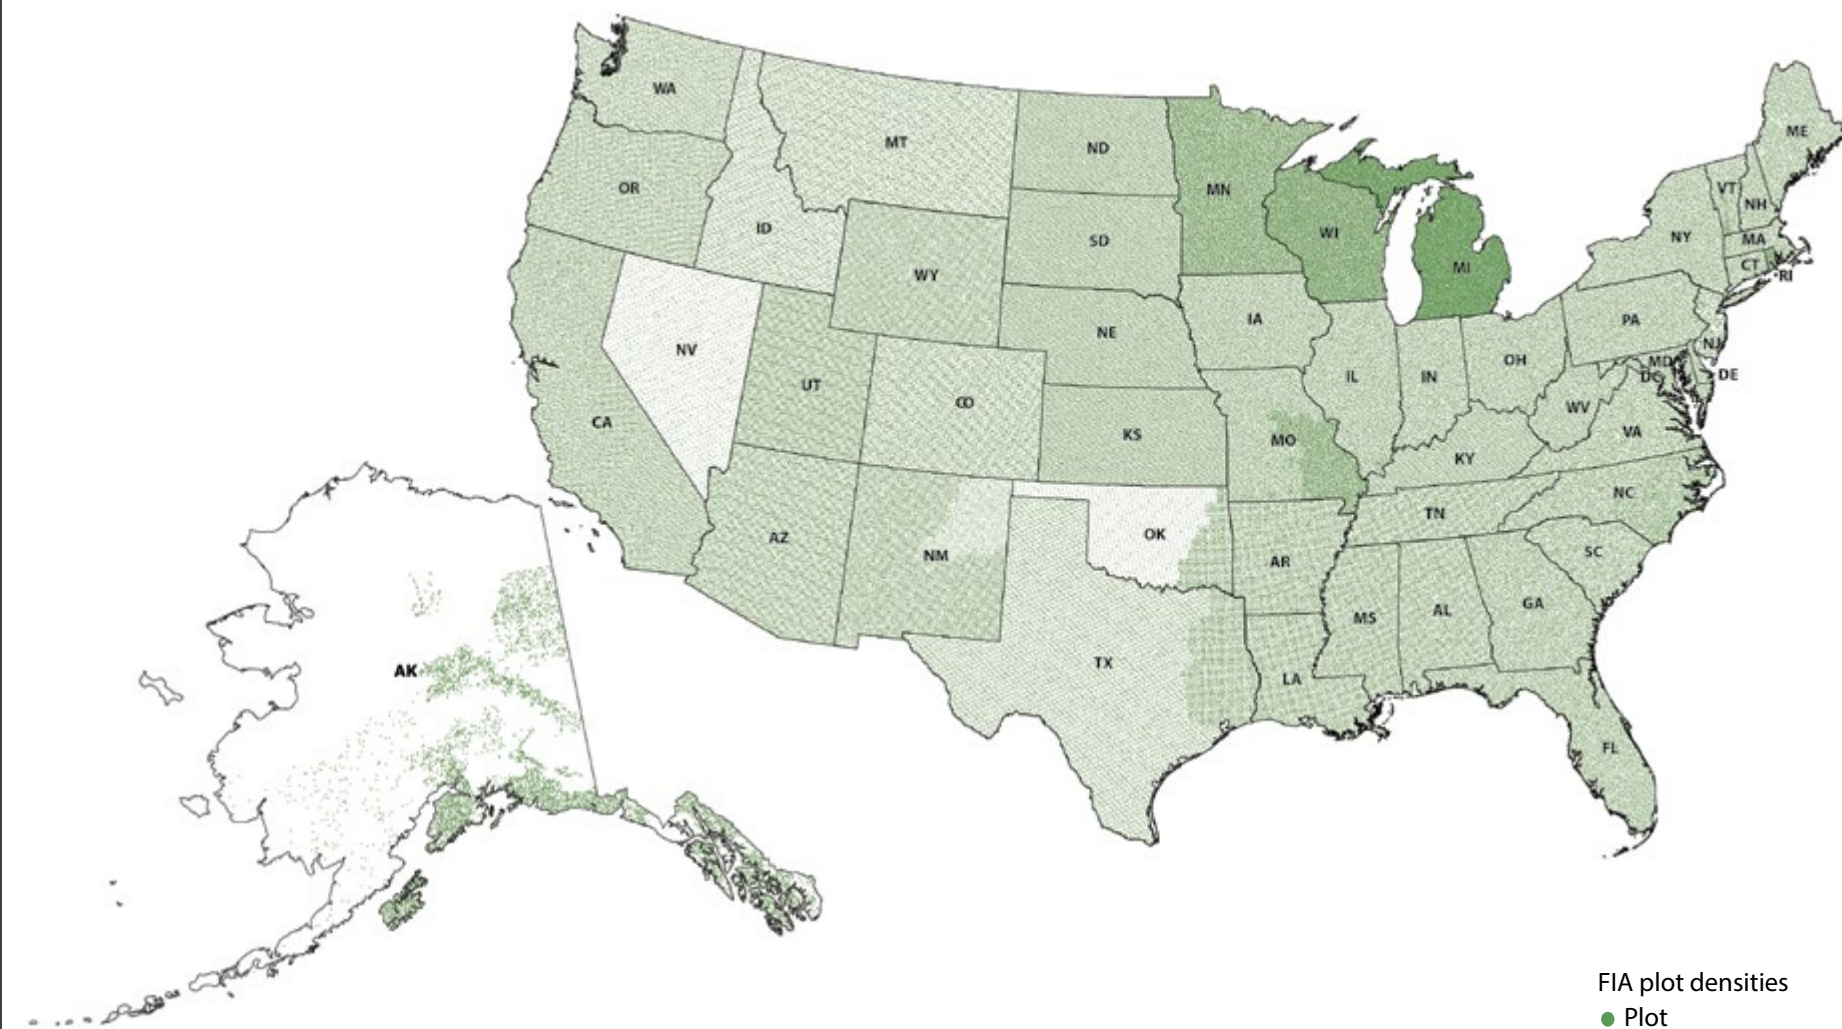 WA
MT
ND
MN
ME
OR
ID
SD
WI
MI
VT
NH
NY
MA
CT
RI
WY
NE
IA
PA
NV
UT
CO
KS
MO
IL
IN
OH
NJ
MD
DC
DE
WV
VA
CA
KY
NC
AZ
NM
OK
AR
TN
SC
MS
AL
GA
TX
LA
FL
AK
FIA plot densities
Plot